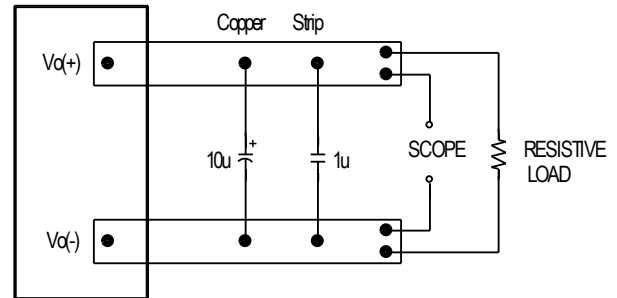 Copper Strip
Vo(+)
+
10u 1u SCOPE RESISTIVE
LOAD
Vo(-)